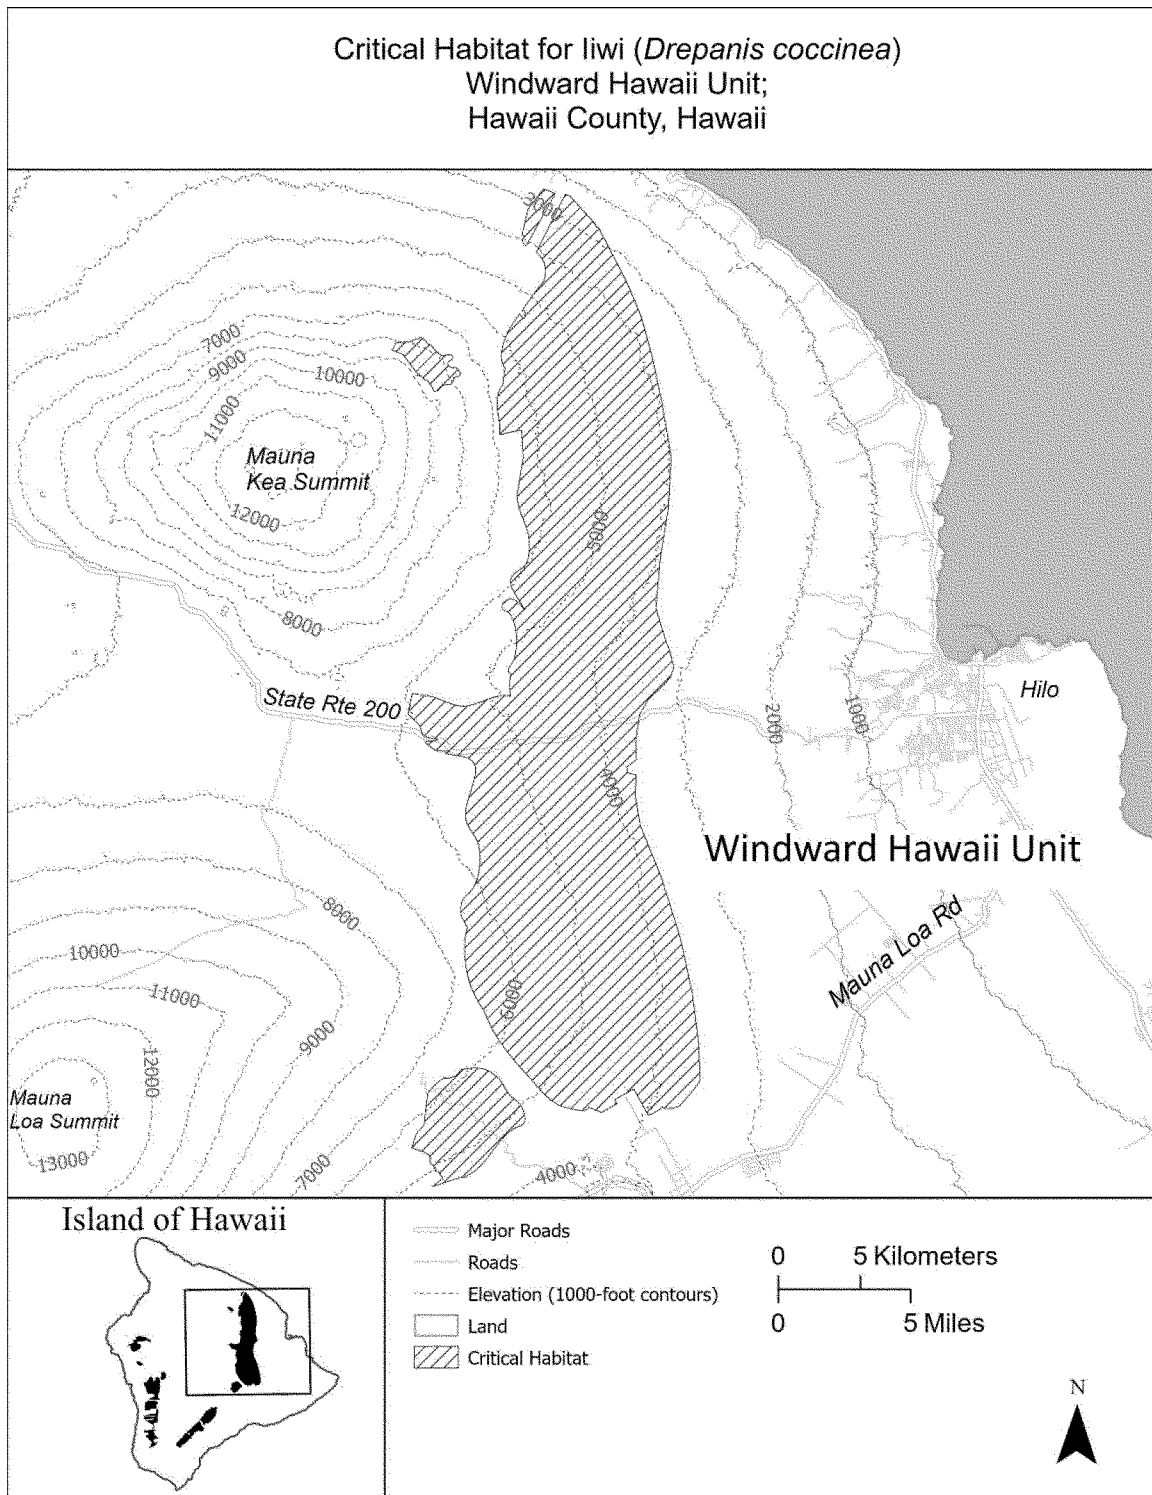 Critical Habitat for Iiwi (Drepanis coccinea)
Windward Hawaii Unit;
Hawaii County, Hawaii
3000
7000
9000
10000
11000
Mauna
Kea Summit
12000
5000
8000
State Rte 200
Hilo
2000
1000
4000
Windward Hawaii Unit
8000
10000
11000
6000
9000
Mauna Loa Rd
12000
Mauna
Loa Summit
13000
7000
4000
Island of Hawaii
Major Roads
Roads
Elevation (1000-foot contours)
Land
Critical Habitat
0 5 Kilometers
0 5 Miles
N